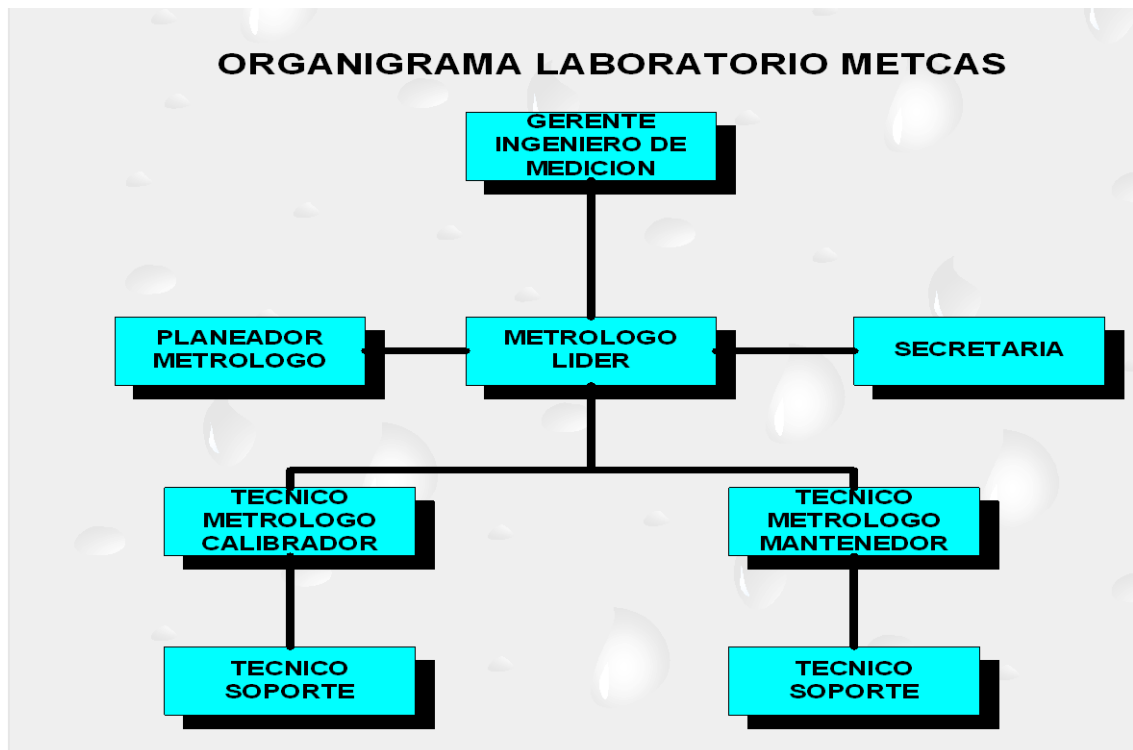 ORGANIGRAMA LABORATORIO METCAS
GERENTE
INGENIERO DE
MEDICION
PLANEADOR
METROLOGO
METROLOGO
LIDER
SECRETARIA
TECNICO
METROLOGO
CALIBRADOR
TECNICO
METROLOGO
MANTENEDOR
TECNICO
SOPORTE
TECNICO
SOPORTE